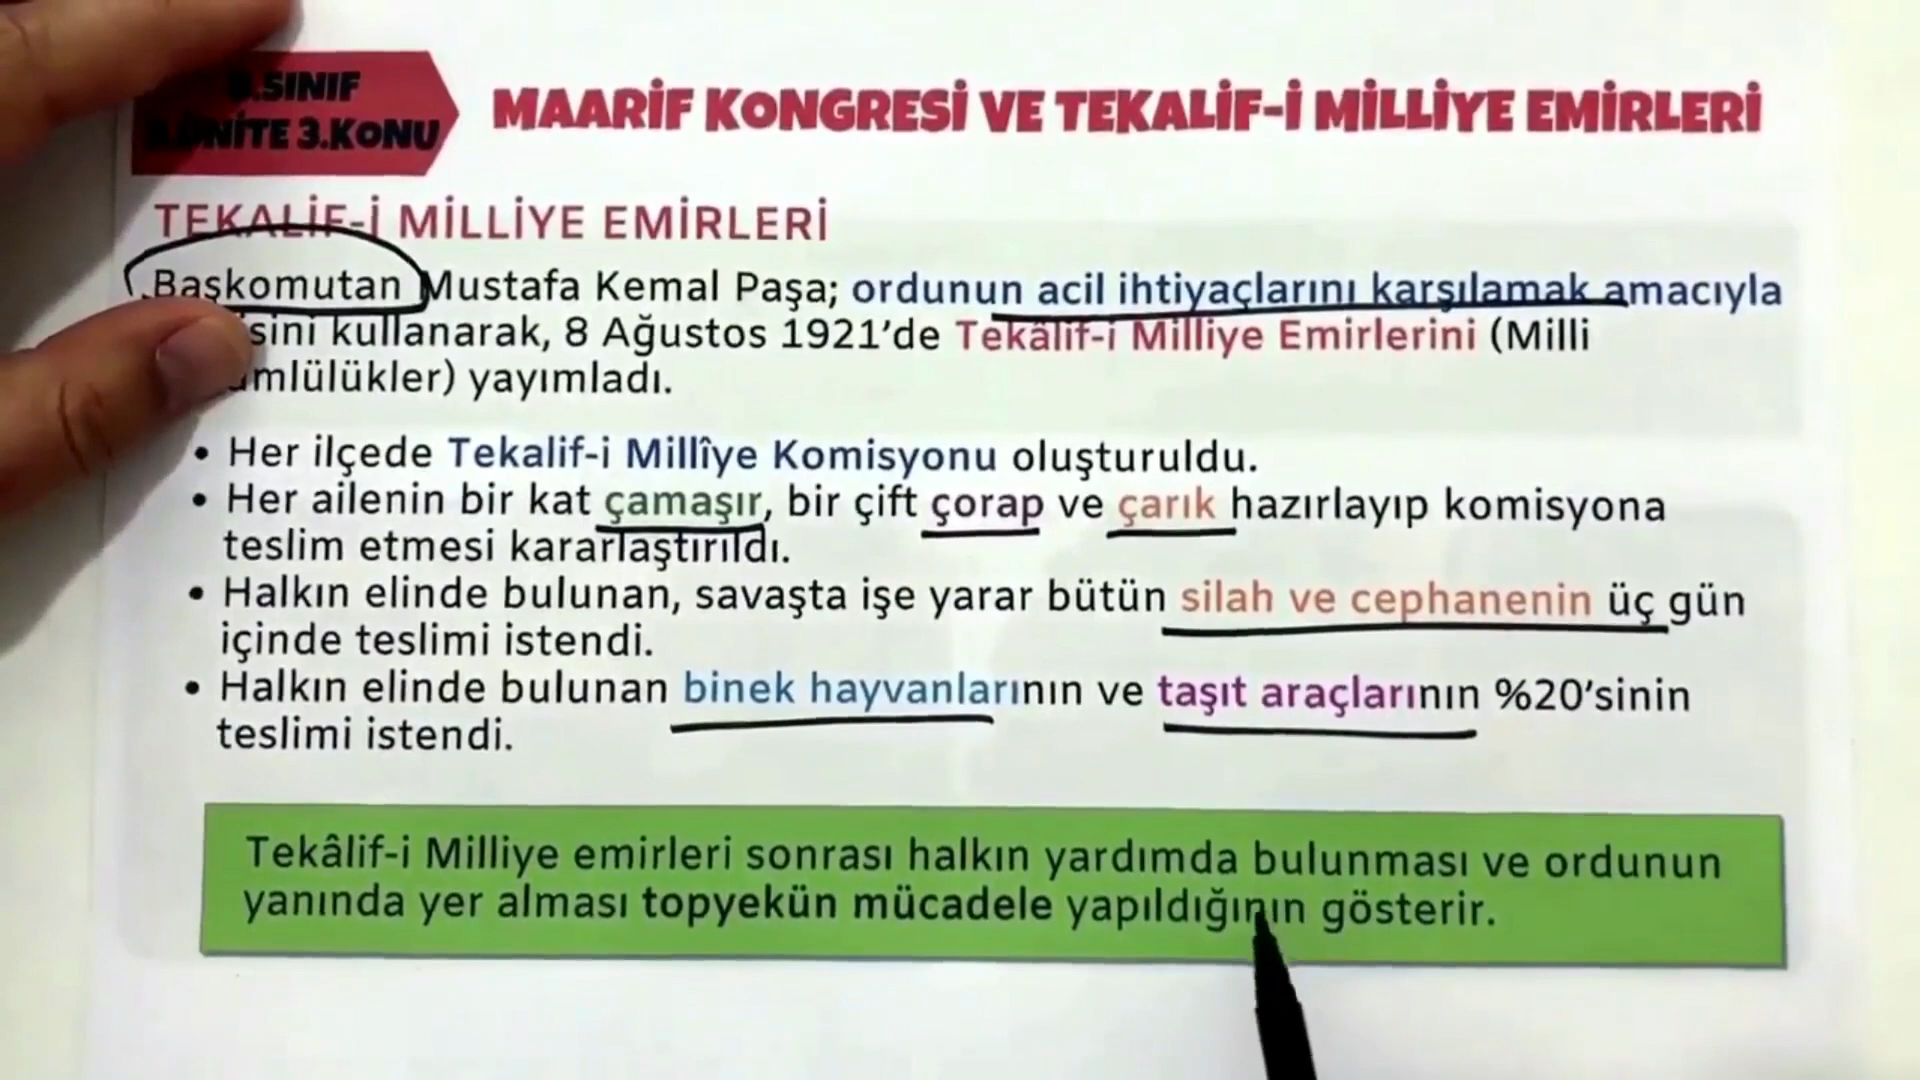 .SINIF
ÜNİTE 3.KONU
MAARİF KONGRESİ VE TEKALİF-İ MİLLİYE EMİRLERİ
TEKALİF-İ MİLLİYE EMİRLERİ
Başkomutan Mustafa Kemal Paşa; ordunun acil ihtiyaçlarını karşılamak amacıyla
kullanarak, 8 Ağustos 1921'de Tekâlif-i Milliye Emirlerini (Milli
yayımladı.
• Her ilçede Tekalif-i Millîye Komisyonu oluşturuldu.
• Her ailenin bir kat çamaşır, bir çift çorap ve çarık hazırlayıp komisyona
teslim etmesi kararlaştırıldı.
• Halkın elinde bulunan, savaşta işe yarar bütün silah ve cephanenin üç gün
içinde teslimi istendi.
• Halkın elinde bulunan binek hayvanlarının ve taşıt araçlarının %20'sinin
teslimi istendi.
Tekâlif-i Milliye emirleri sonrası halkın yardımda bulunması ve ordunun
yanında yer alması topyekün mücadele yapıldığının gösterir.